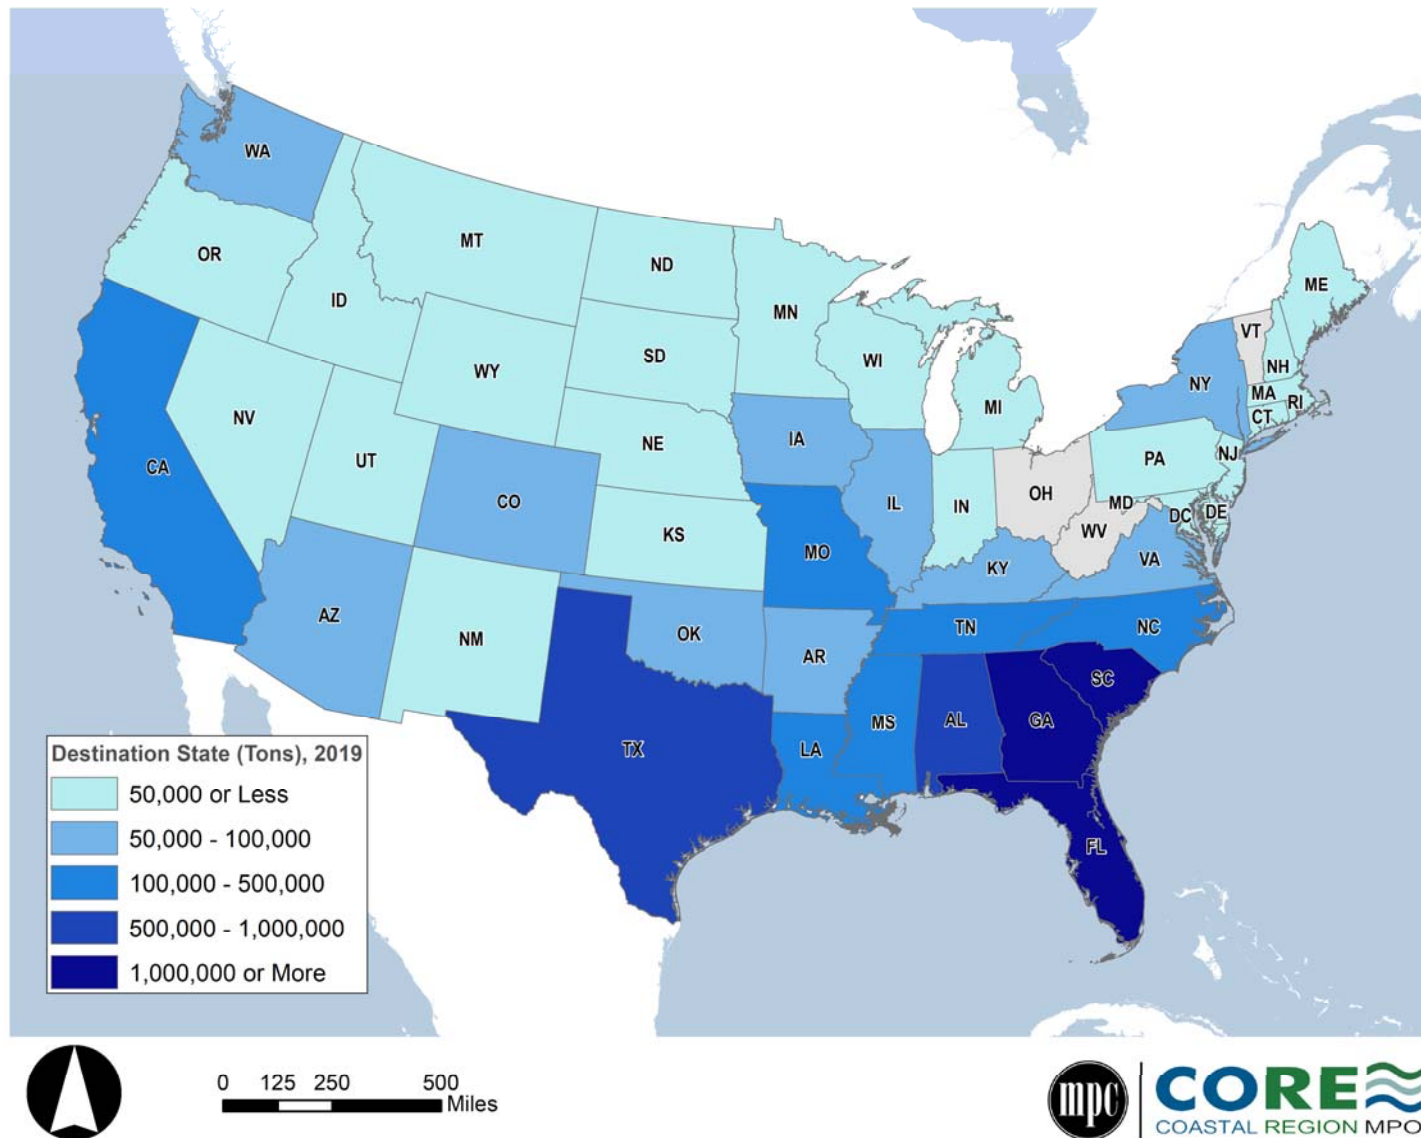 WA
OR
MT
ND
ID
MN
ME
VT
NH
WI
SD
WY
NY
MA
RI
MI
CT
NV
NE
IA
UT
PA
NJ
CA
CO
IL
IN
OH
MD
DC
DE
KS
MO
WV
VA
KY
AZ
NM
OK
AR
TN
NC
SC
TX
LA
MS
AL
GA
FL
Destination State (Tons), 2019
50,000 or Less
50,000 - 100,000
100,000 - 500,000
500,000 - 1,000,000
1,000,000 or More
0 125 250 500
Miles
mpc
CORE
COASTAL REGION MPO